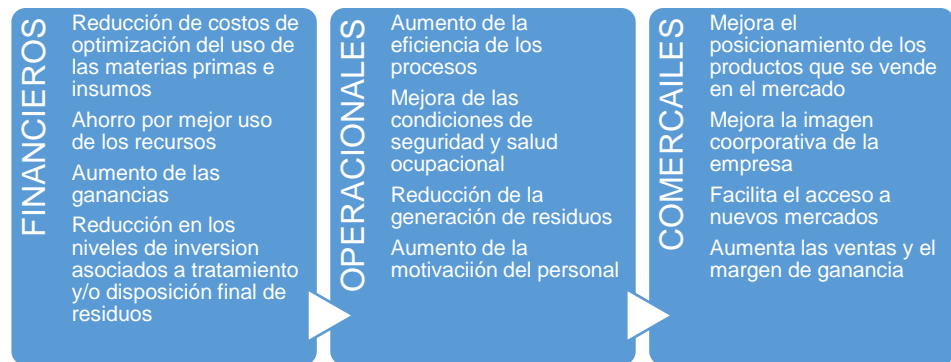 FINANCIEROS
Reducción de costos de
optimización del uso de
las materias primas e
insumos
Ahorro por mejor uso
de los recursos
Aumento de las
ganancias
Reducción en los
niveles de inversion
asociados a tratamiento
y/o disposición final de
residuos
OPERACIONALES
Aumento de la
eficiencia de los
procesos
Mejora de las
condiciones de
seguridad y salud
ocupacional
Reducción de la
generación de residuos
Aumento de la
motivaciión del personal
COMERCAILES
Mejora el
posicionamiento de los
productos que se vende
en el mercado
Mejora la imagen
coorporativa de la
empresa
Facilita el acceso a
nuevos mercados
Aumenta las ventas y el
margen de ganancia